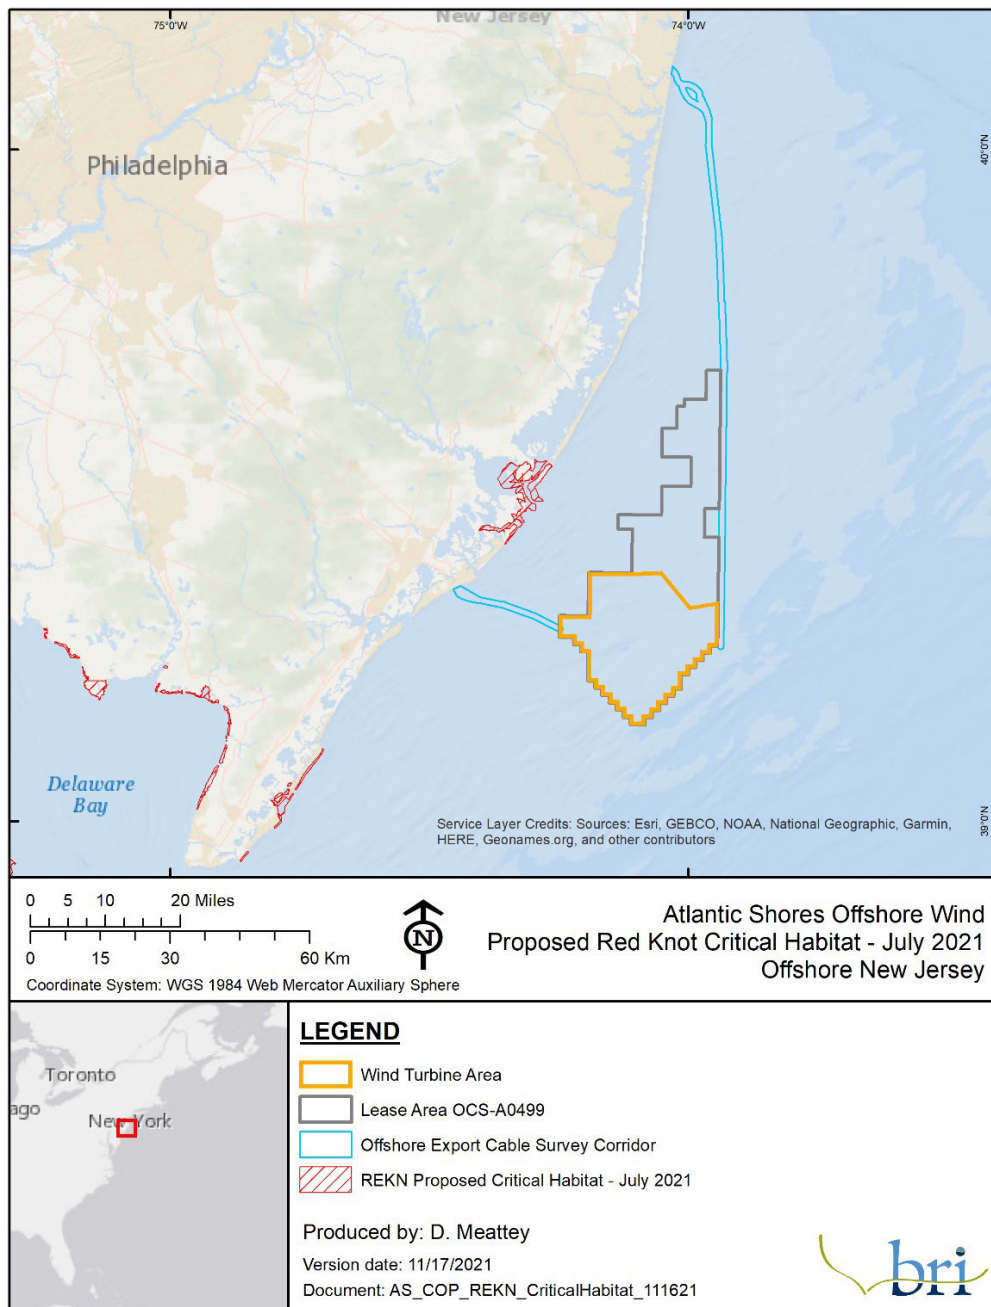 New Jersey
75°0'W
74°0'W
40°0'N
Philadelphia
Delaware
Bay
39°0'N
Service Layer Credits: Sources: Esri, GEBCO, NOAA, National Geographic, Garmin,
HERE, Geonames.org, and other contributors
0 5 10 20 Miles
0 15 30 60 Km
Coordinate System: WGS 1984 Web Mercator Auxiliary Sphere
N
Atlantic Shores Offshore Wind
Proposed Red Knot Critical Habitat - July 2021
Offshore New Jersey
Toronto
ago
New York
LEGEND
Wind Turbine Area
Lease Area OCS-A0499
Offshore Export Cable Survey Corridor
REKN Proposed Critical Habitat - July 2021
Produced by: D. Meattey
Version date: 11/17/2021
Document: AS_COP_REKN_CriticalHabitat_111621
bri